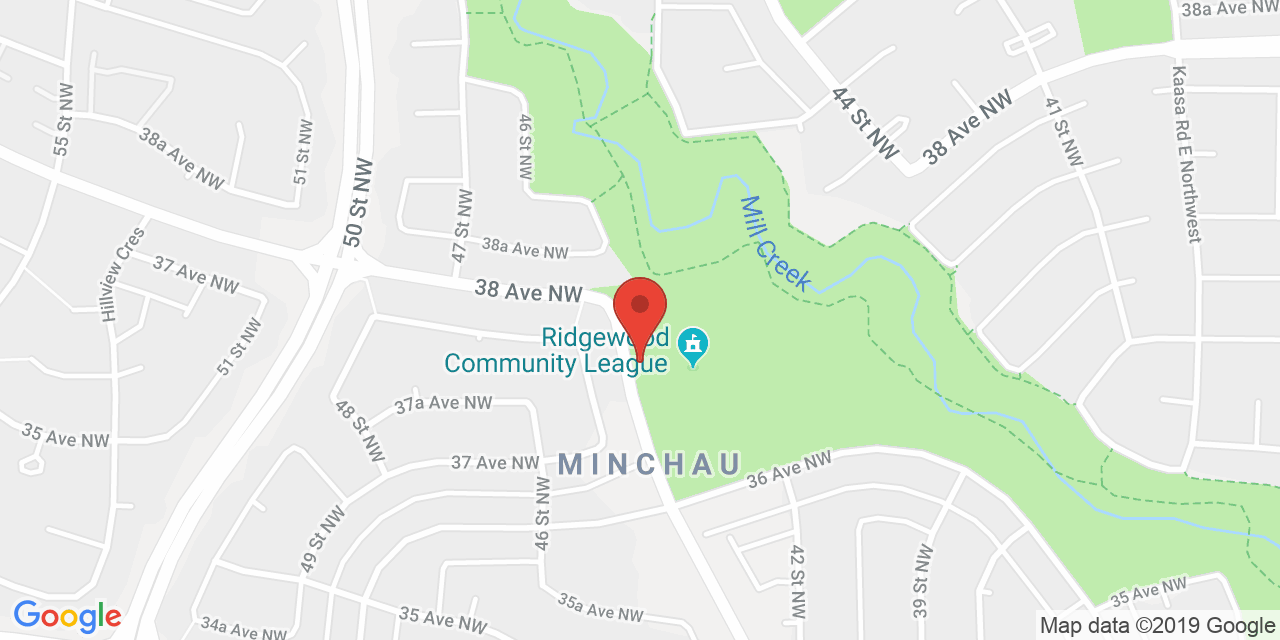 38a Ave NW
55 St NW
38a Ave NW
51 St NW
50 St NW
46 St NW
47 St NW
38a Ave NW
44 St NW
38 Ave NW
41 St NW
Kaasa Rd E Northwest
Mill Creek
Hillview Cres
37 Ave NW
51 St NW
38 Ave NW
Ridgewood
Community League
35 Ave NW
48 St NW
37a Ave NW
37 Ave NW
MINCHAU
36 Ave NW
46 St NW
49 St NW
42 St NW
39 St NW
35 Ave NW
35a Ave NW
35 Ave NW
34a Ave NW
Google
Map data ©2019 Google